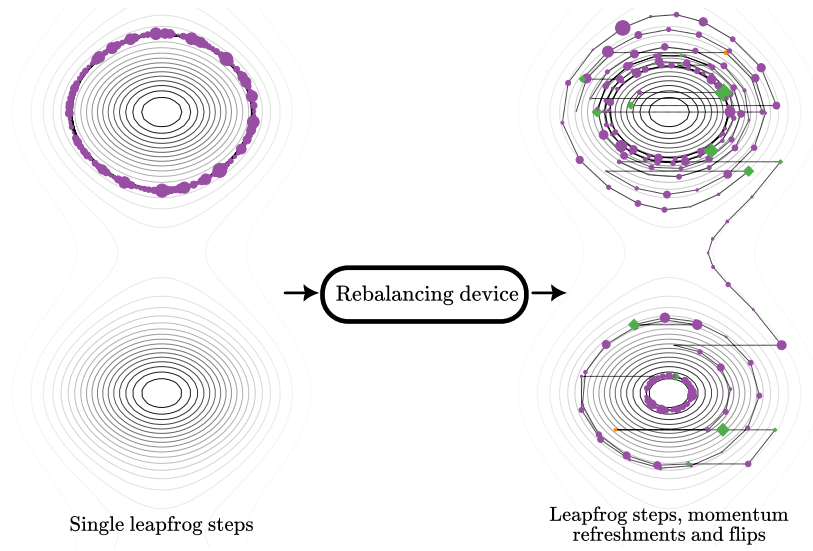 Rebalancing device
Single leapfrog steps
Leapfrog steps, momentum
refreshments and flips